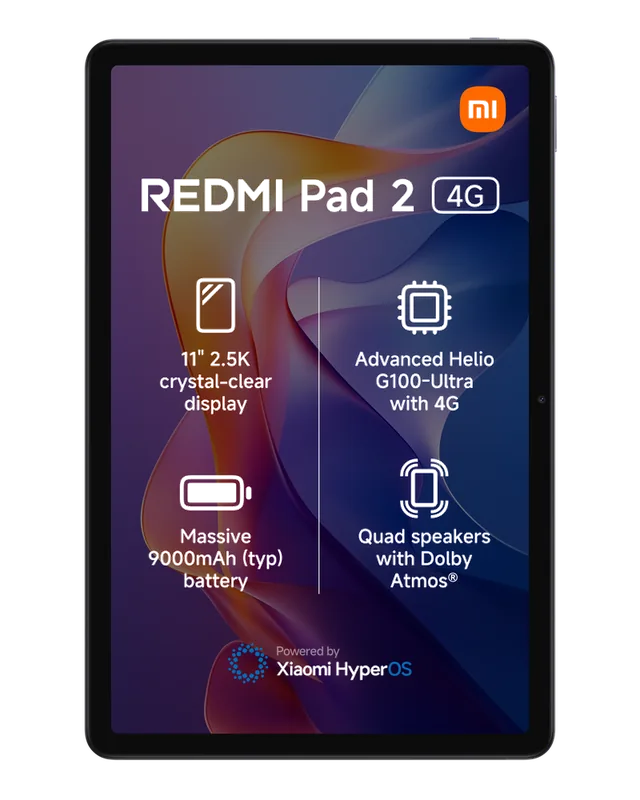 mi
REDMI Pad 2 4G
11" 2.5K
crystal-clear
display
Advanced Helio
G100-Ultra
with 4G
Massive
9000mAh (typ)
battery
Quad speakers
with Dolby
Atmos®
Powered by
Xiaomi HyperOS